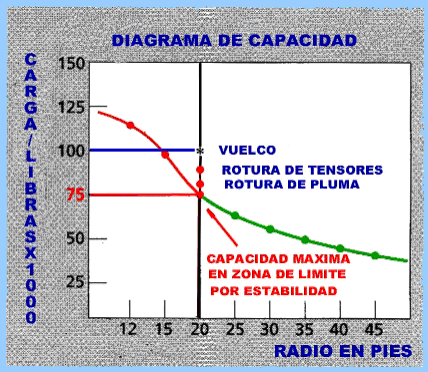 DIAGRAMA DE CAPACIDAD
CARGA/LIBRASX1000
150
125
100
75
50
25
VUELCO
ROTURA DE TENSORES
ROTURA DE PLUMA
CAPACIDAD MAXIMA
EN ZONA DE LIMITE
POR ESTABILIDAD
12 15 20 25 30 35 40 45
RADIO EN PIES